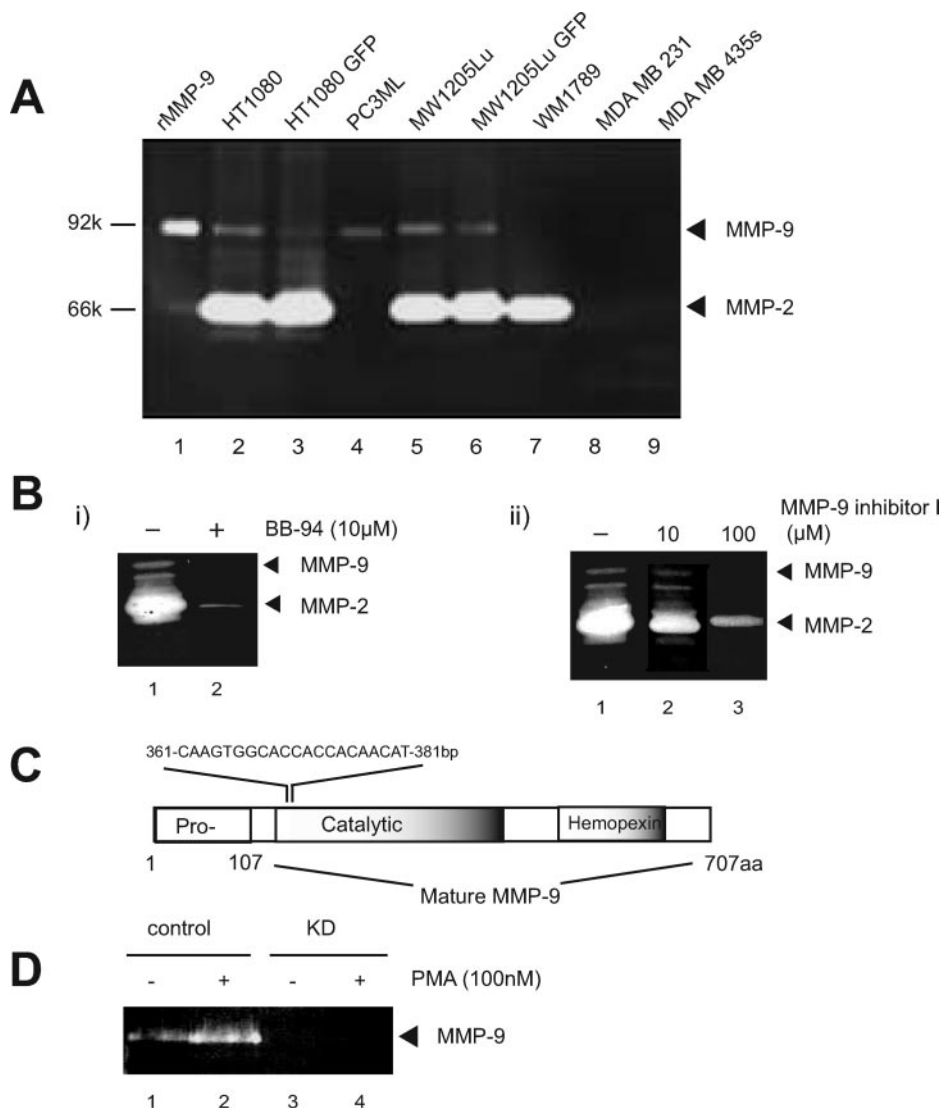 A
rMMP-9 HT1080 HT1080 GFP PC3ML MW1205Lu MW1205Lu GFP WM1789 MDA MB 231 MDA MB 435s
92k MMP-9
66k MMP-2
1 2 3 4 5 6 7 8 9
B
i)
– + BB-94 (10µM)
MMP-9
MMP-2
1 2
ii)
MMP-9 inhibitor I
– 10 100 (µM)
MMP-9
MMP-2
1 2 3
C
361-CAAGTGGCACCACCACAACAT-381bp
Pro- Catalytic Hemopexin
1 107 707aa
Mature MMP-9
D
control KD
- + - + PMA (100nM)
MMP-9
1 2 3 4